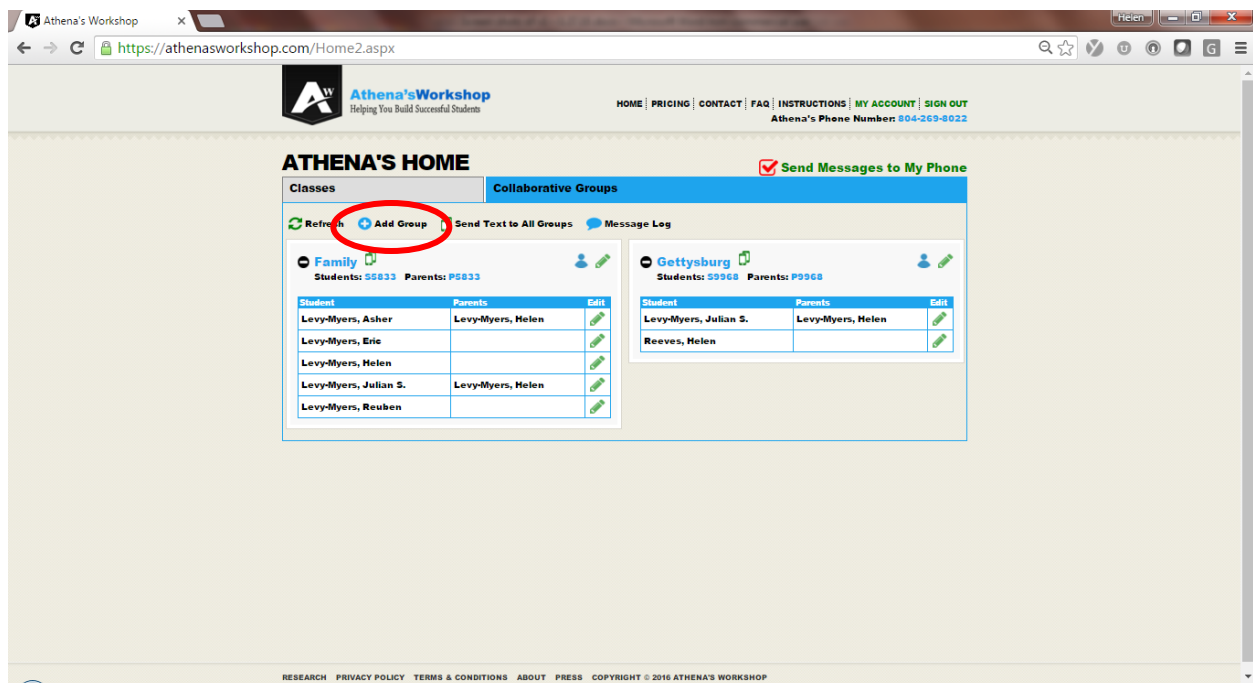 Athena's Workshop
Helen
https://athenasworkshop.com/Home2.aspx
AW
Athena'sWorkshop
Helping You Build Successful Students
HOME PRICING CONTACT FAQ INSTRUCTIONS MY ACCOUNT SIGN OUT
Athena's Phone Number: 804-269-8022
ATHENA'S HOME
Send Messages to My Phone
Classes Collaborative Groups
Refresh Add Group Send Text to All Groups Message Log
Family
Students: S5833 Parents: P5833
Student Parents Edit
Levy-Myers, Asher Levy-Myers, Helen
Levy-Myers, Eric
Levy-Myers, Helen
Levy-Myers, Julian S. Levy-Myers, Helen
Levy-Myers, Reuben
Gettysburg
Students: S9968 Parents: P9968
Student Parents Edit
Levy-Myers, Julian S. Levy-Myers, Helen
Reeves, Helen
RESEARCH PRIVACY POLICY TERMS & CONDITIONS ABOUT PRESS COPYRIGHT © 2016 ATHENA'S WORKSHOP